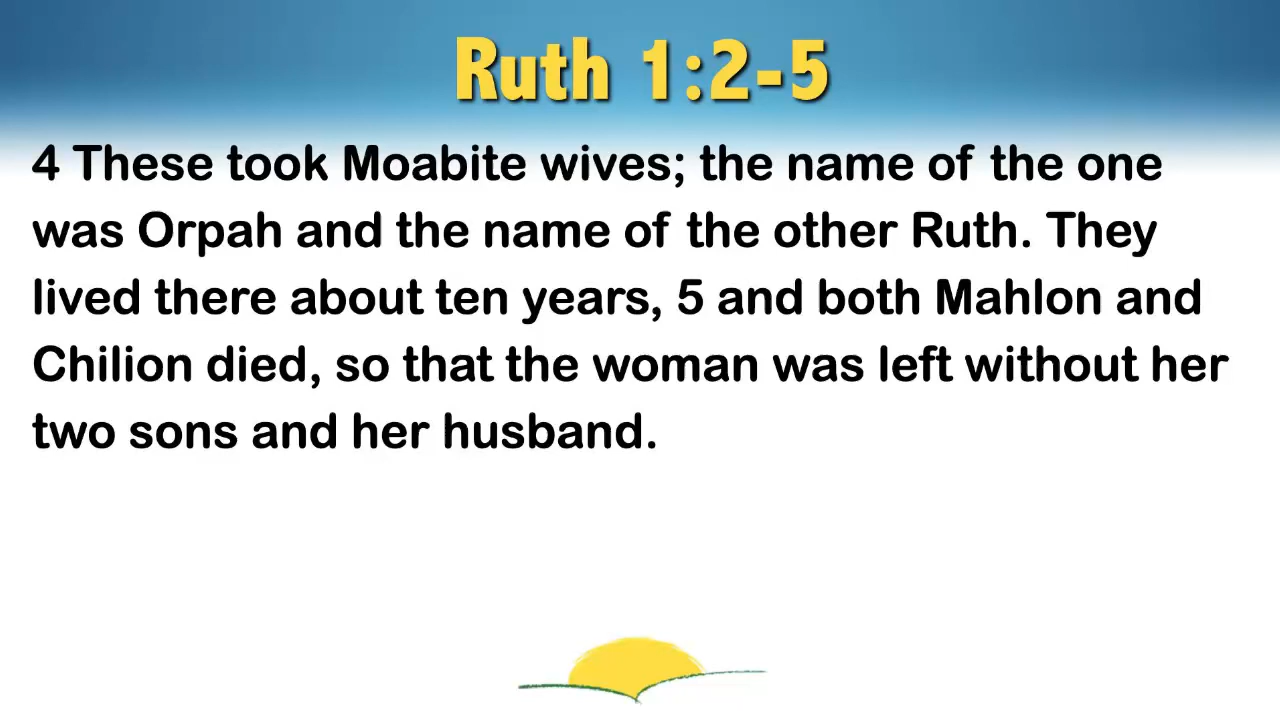 Ruth 1:2-5
4 These took Moabite wives; the name of the one
was Orpah and the name of the other Ruth. They
lived there about ten years, 5 and both Mahlon and
Chilion died, so that the woman was left without her
two sons and her husband.